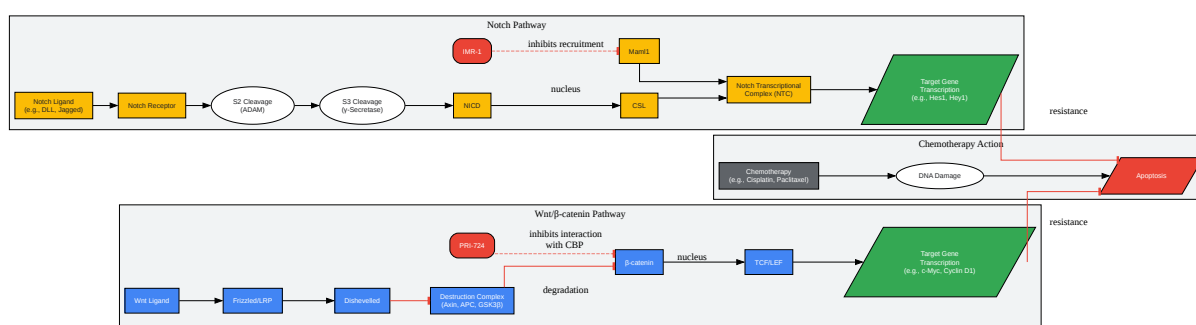 Notch Pathway
IMR-1
inhibits recruitment
Maml1
Notch Ligand
(e.g., DLL, Jagged)
Notch Receptor
S2 Cleavage
(ADAM)
S3 Cleavage
(γ-Secretase)
NICD
nucleus
CSL
Notch Transcriptional
Complex (NTC)
Target Gene
Transcription
(e.g., Hes1, Hey1)
resistance
Chemotherapy Action
Chemotherapy
(e.g., Cisplatin, Paclitaxel)
DNA Damage
Apoptosis
resistance
Wnt/β-catenin Pathway
PRI-724
inhibits interaction
with CBP
β-catenin
nucleus
TCF/LEF
Target Gene
Transcription
(e.g., c-Myc, Cyclin D1)
degradation
Wnt Ligand
Frizzled/LRP
Dishevelled
Destruction Complex
(Axin, APC, GSK3β)